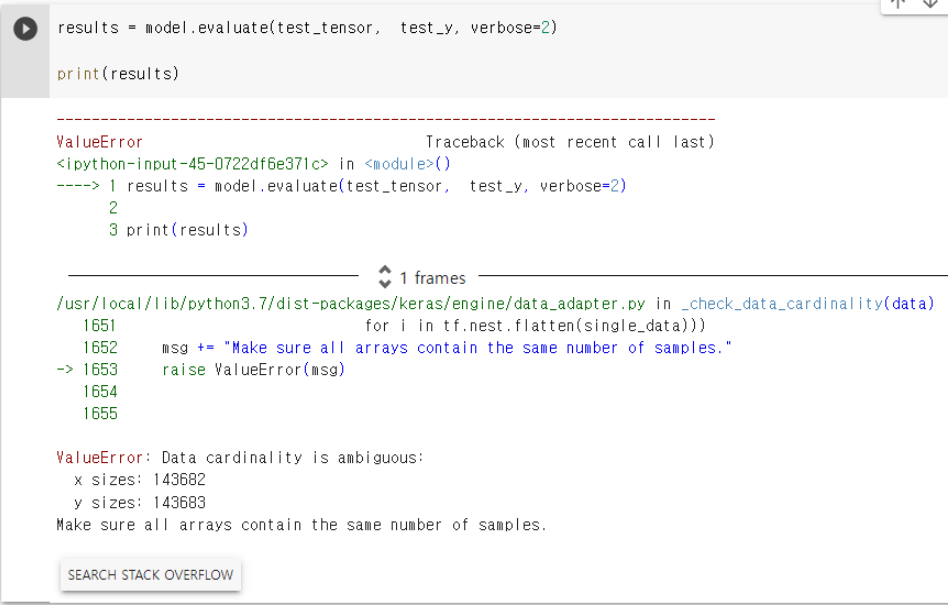 results = model.evaluate(test_tensor,  test_y, verbose=2)
print(results)
---------------------------------------------------------------------------
ValueError                                Traceback (most recent call last)
<ipython-input-45-0722df6e371c> in <module>()
----> 1 results = model.evaluate(test_tensor,  test_y, verbose=2)
      2
      3 print(results)
1 frames
/usr/local/lib/python3.7/dist-packages/keras/engine/data_adapter.py in _check_data_cardinality(data)
   1651                             for i in tf.nest.flatten(single_data)))
   1652     msg += "Make sure all arrays contain the same number of samples."
-> 1653     raise ValueError(msg)
   1654
   1655
ValueError: Data cardinality is ambiguous:
  x sizes: 143682
  y sizes: 143683
Make sure all arrays contain the same number of samples.
SEARCH STACK OVERFLOW